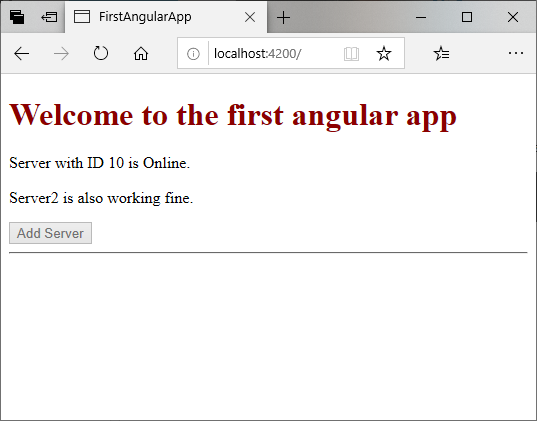 FirstAngularApp
localhost:4200/
Welcome to the first angular app
Server with ID 10 is Online.
Server2 is also working fine.
Add Server